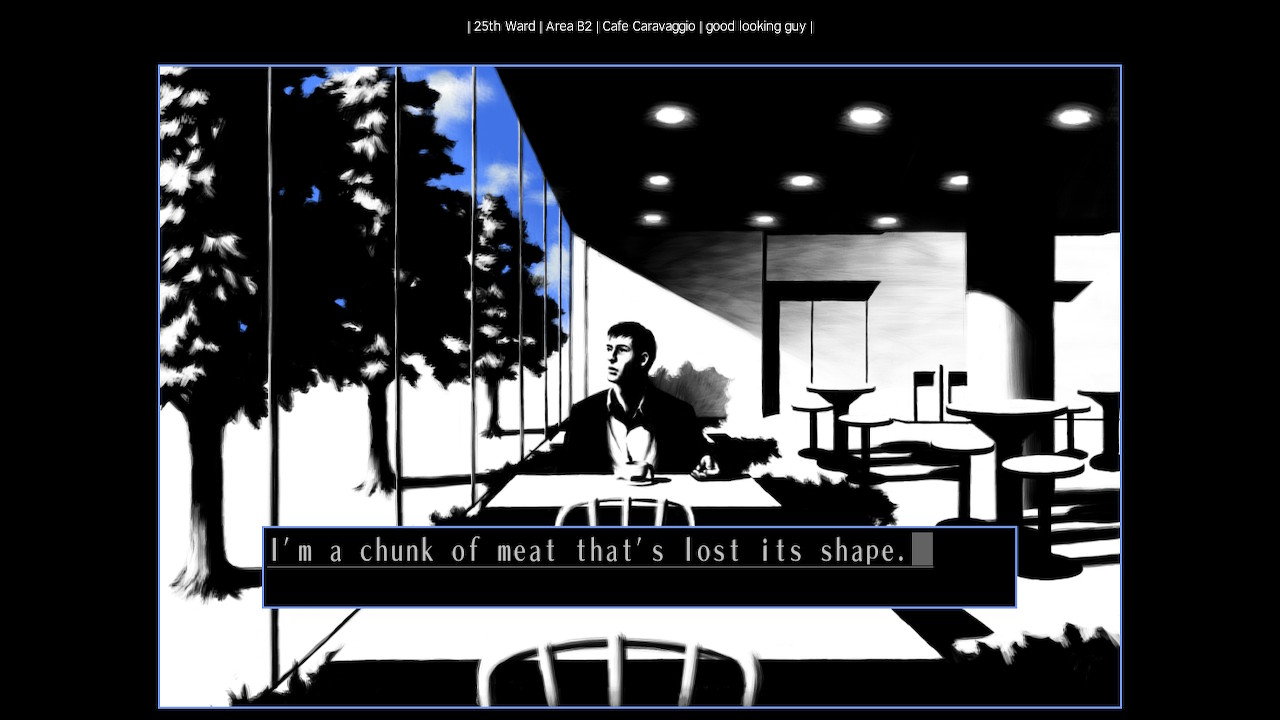 | 25th Ward | Area B2 | Cafe Caravaggio | good looking guy |
I'm a chunk of meat that's lost its shape.